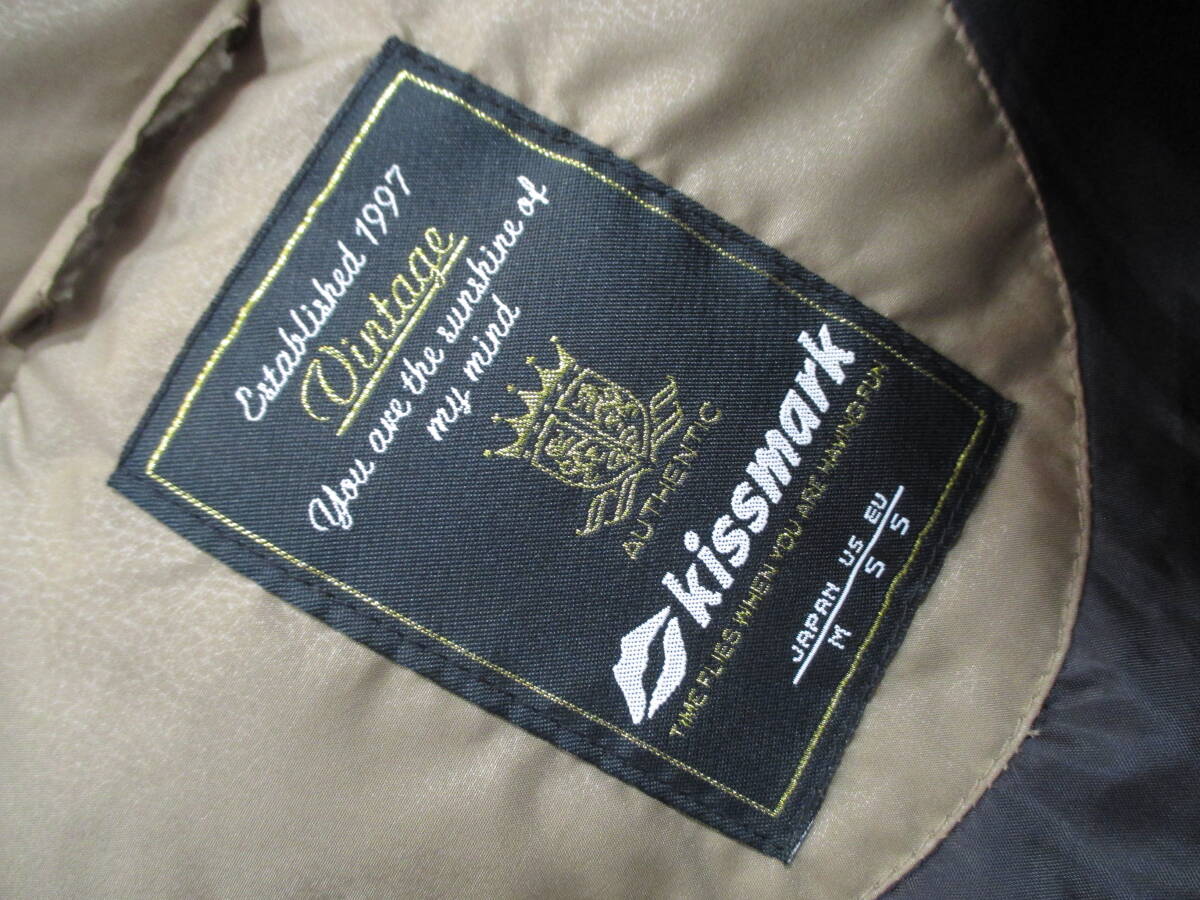 Established 1997
Vintage
You are the sunshine of
my mind
AUTHENTIC
kissmark
TIME FLIES WHEN YOU ARE HAVING FUN
JAPAN US EU
M S S